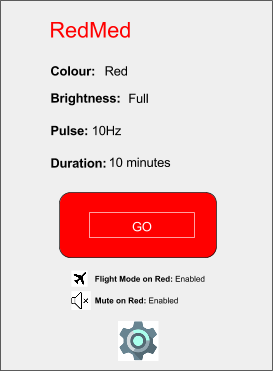 RedMed
Colour: Red
Brightness: Full
Pulse: 10Hz
Duration: 10 minutes
GO
Flight Mode on Red: Enabled
Mute on Red: Enabled